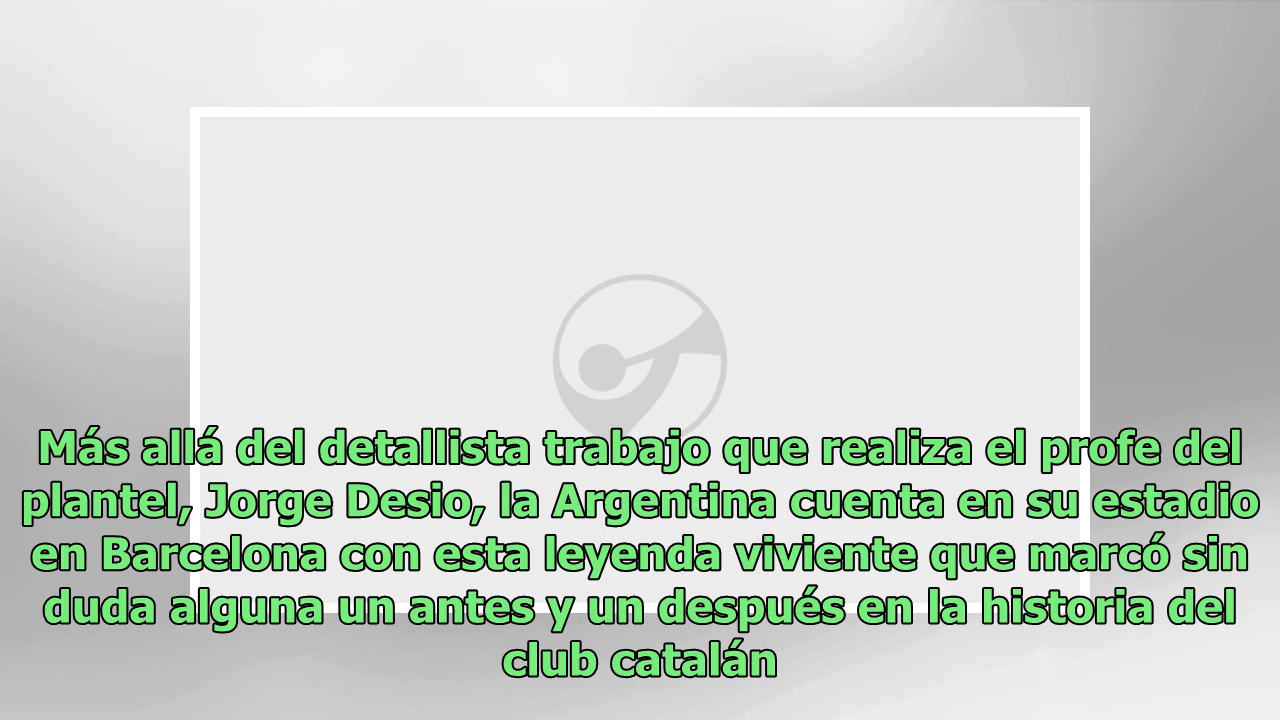 Más allá del detallista trabajo que realiza el profe del
plantel, Jorge Desio, la Argentina cuenta en su estadio
en Barcelona con esta leyenda viviente que marcó sin
duda alguna un antes y un después en la historia del
club catalán